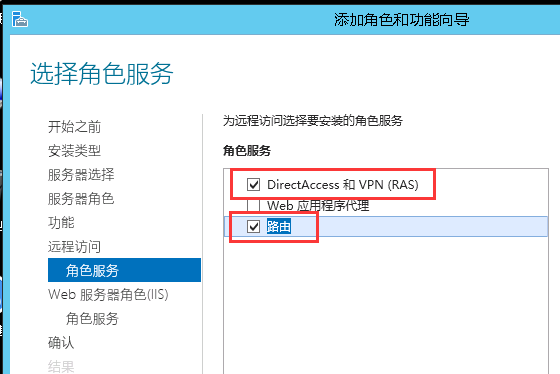 添加角色和功能向导
选择角色服务
开始之前
安装类型
服务器选择
服务器角色
功能
远程访问
角色服务
Web 服务器角色(IIS)
角色服务
确认
结果
为远程访问选择要安装的角色服务
角色服务
DirectAccess 和 VPN (RAS)
Web 应用程序代理
路由